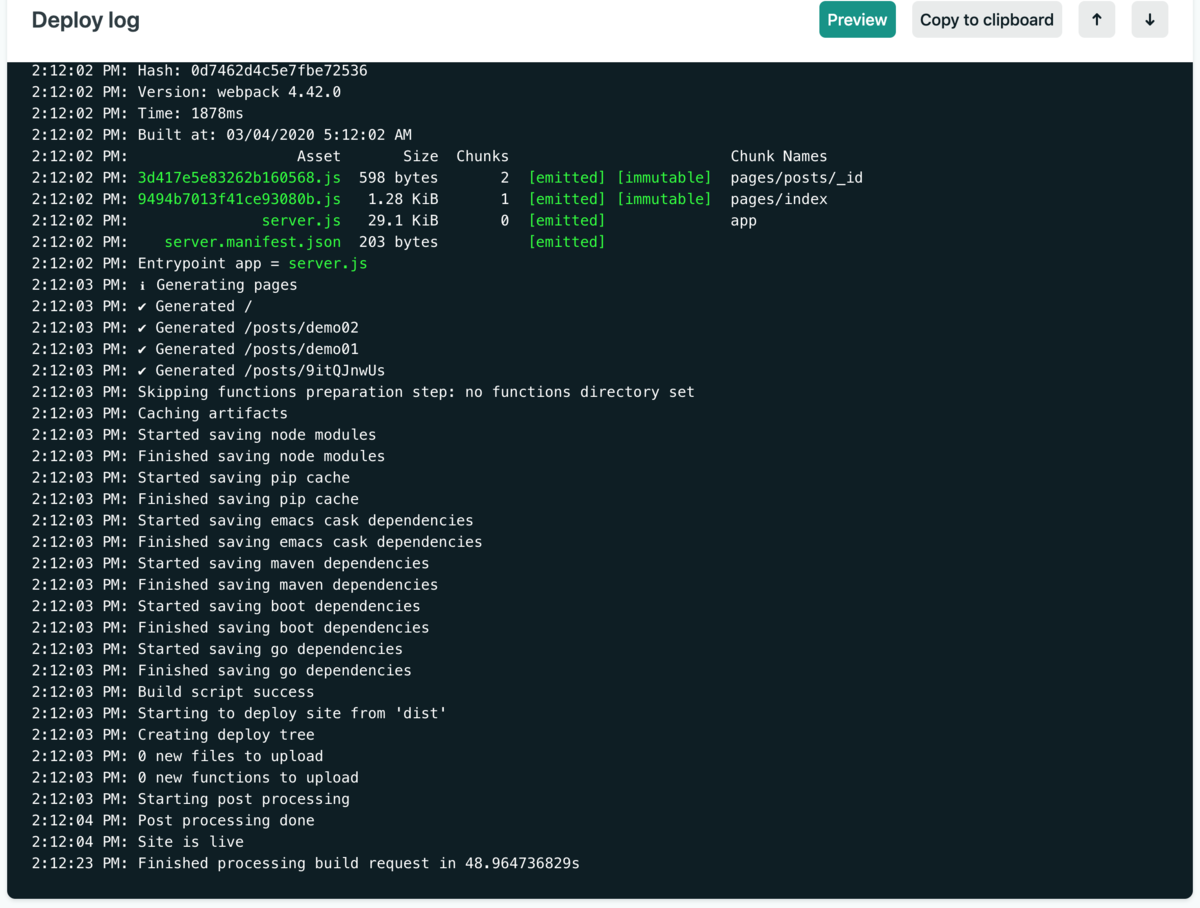 Deploy log
Preview Copy to clipboard ↑ ↓
2:12:02 PM: Hash: 0d7462d4c5e7fbe72536
2:12:02 PM: Version: webpack 4.42.0
2:12:02 PM: Time: 1878ms
2:12:02 PM: Built at: 03/04/2020 5:12:02 AM
2:12:02 PM: Asset Size Chunks Chunk Names
2:12:02 PM: 3d417e5e83262b160568.js 598 bytes 2 [emitted] [immutable] pages/posts/_id
2:12:02 PM: 9494b7013f41ce93080b.js 1.28 KiB 1 [emitted] [immutable] pages/index
2:12:02 PM: server.js 29.1 KiB 0 [emitted] app
2:12:02 PM: server.manifest.json 203 bytes [emitted]
2:12:02 PM: Entrypoint app = server.js
2:12:03 PM: ℹ Generating pages
2:12:03 PM: ✔ Generated /
2:12:03 PM: ✔ Generated /posts/demo02
2:12:03 PM: ✔ Generated /posts/demo01
2:12:03 PM: ✔ Generated /posts/9itQJnwUs
2:12:03 PM: Skipping functions preparation step: no functions directory set
2:12:03 PM: Caching artifacts
2:12:03 PM: Started saving node modules
2:12:03 PM: Finished saving node modules
2:12:03 PM: Started saving pip cache
2:12:03 PM: Finished saving pip cache
2:12:03 PM: Started saving emacs cask dependencies
2:12:03 PM: Finished saving emacs cask dependencies
2:12:03 PM: Started saving maven dependencies
2:12:03 PM: Finished saving maven dependencies
2:12:03 PM: Started saving boot dependencies
2:12:03 PM: Finished saving boot dependencies
2:12:03 PM: Started saving go dependencies
2:12:03 PM: Finished saving go dependencies
2:12:03 PM: Build script success
2:12:03 PM: Starting to deploy site from 'dist'
2:12:03 PM: Creating deploy tree
2:12:03 PM: 0 new files to upload
2:12:03 PM: 0 new functions to upload
2:12:03 PM: Starting post processing
2:12:04 PM: Post processing done
2:12:04 PM: Site is live
2:12:23 PM: Finished processing build request in 48.964736829s